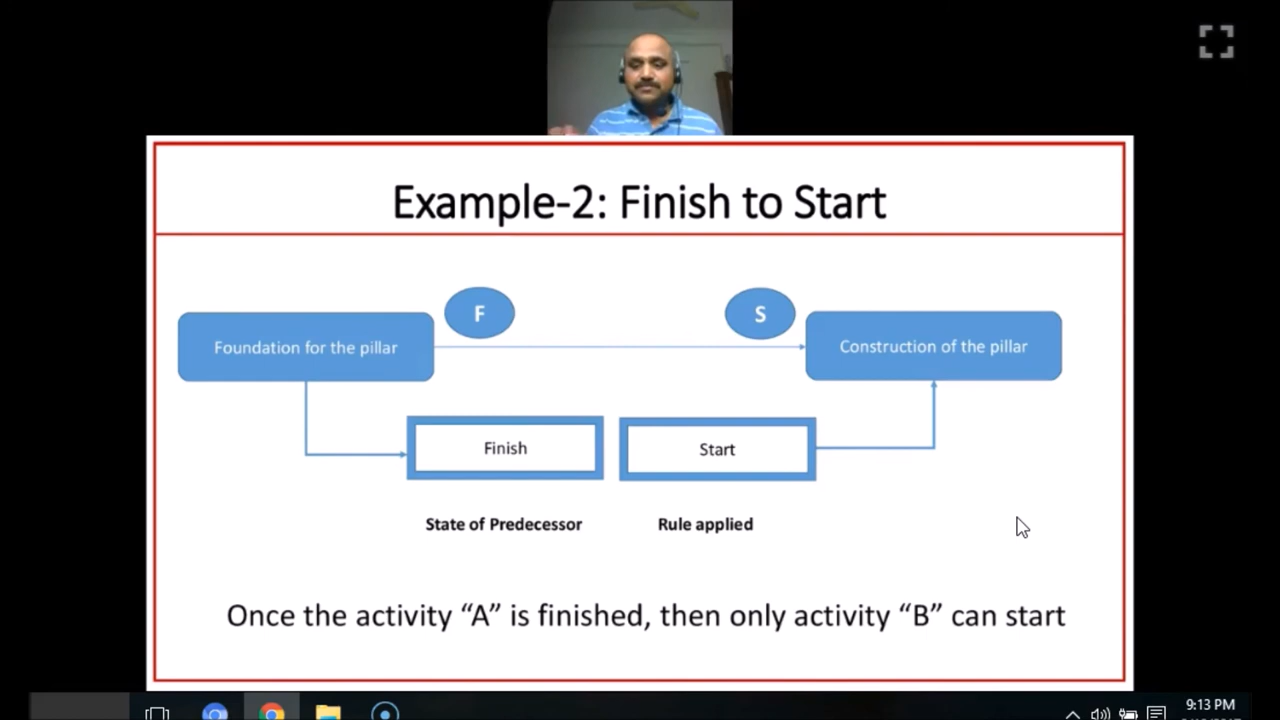 Example-2: Finish to Start
F
S
Foundation for the pillar
Construction of the pillar
Finish
Start
State of Predecessor
Rule applied
Once the activity “A” is finished, then only activity “B” can start
9:13 PM